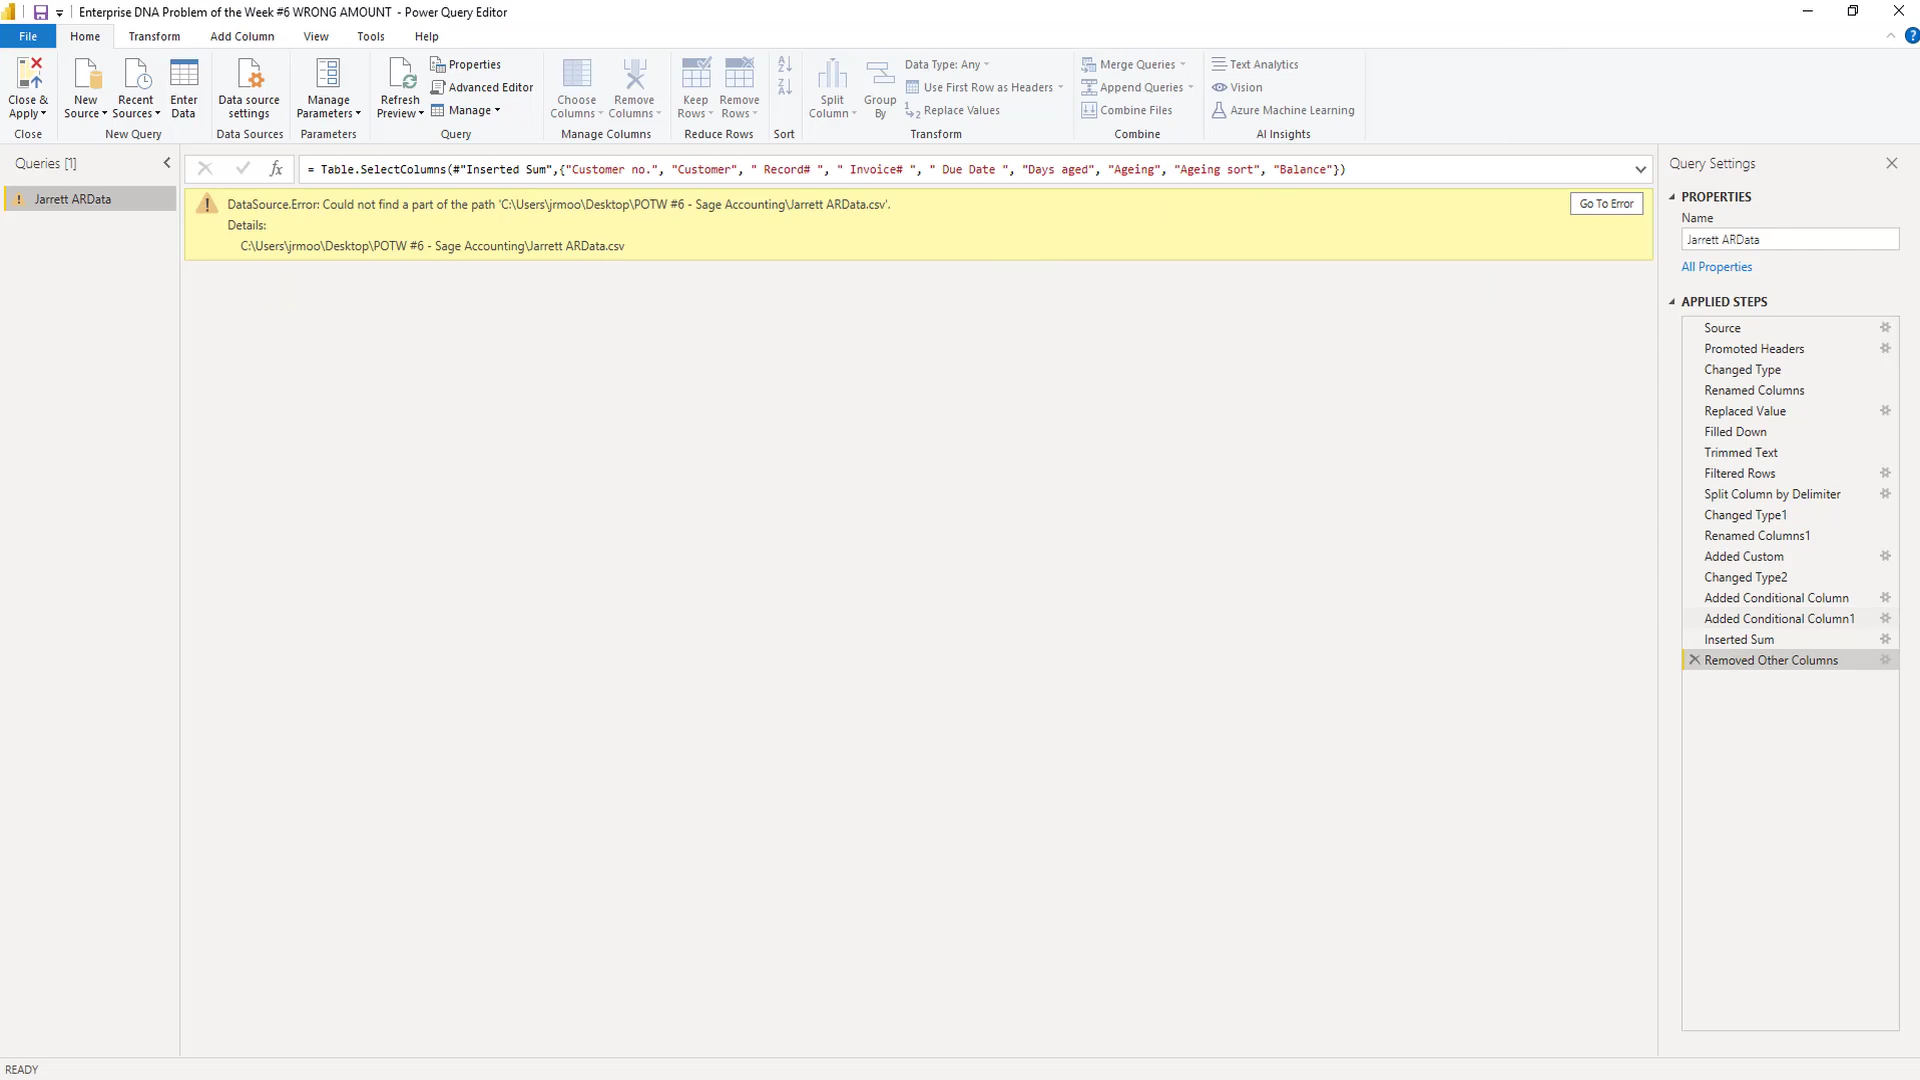 Enterprise DNA Problem of the Week #6 WRONG AMOUNT - Power Query Editor
File Home Transform Add Column View Tools Help
Close & Apply
Close
New Source
Recent Sources
Enter Data
New Query
Data source settings
Data Sources
Manage Parameters
Parameters
Refresh Preview
Properties
Advanced Editor
Manage
Query
Choose Columns
Remove Columns
Manage Columns
Keep Rows
Remove Rows
Reduce Rows
Sort
Split Column
Group By
Data Type: Any
Use First Row as Headers
Replace Values
Transform
Merge Queries
Append Queries
Combine Files
Combine
Text Analytics
Vision
Azure Machine Learning
AI Insights
Queries [1]
Jarrett ARData
fx
= Table.SelectColumns(#"Inserted Sum",{"Customer no.", "Customer", " Record# ", " Invoice# ", " Due Date ", "Days aged", "Ageing", "Ageing sort", "Balance"})
DataSource.Error: Could not find a part of the path 'C:\Users\jrmoo\Desktop\POTW #6 - Sage Accounting\Jarrett ARData.csv'.
Details:
C:\Users\jrmoo\Desktop\POTW #6 - Sage Accounting\Jarrett ARData.csv
Go To Error
Query Settings
PROPERTIES
Name
Jarrett ARData
All Properties
APPLIED STEPS
Source
Promoted Headers
Changed Type
Renamed Columns
Replaced Value
Filled Down
Trimmed Text
Filtered Rows
Split Column by Delimiter
Changed Type1
Renamed Columns1
Added Custom
Changed Type2
Added Conditional Column
Added Conditional Column1
Inserted Sum
Removed Other Columns
READY